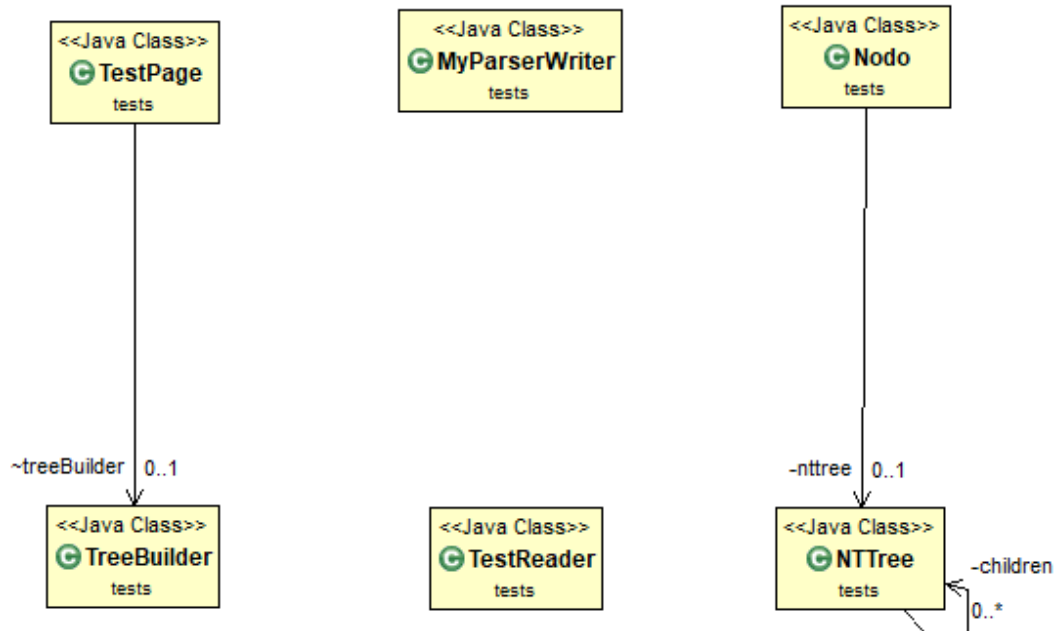 <<Java Class>>
TestPage
tests
<<Java Class>>
MyParserWriter
tests
<<Java Class>>
Nodo
tests
~treeBuilder 0..1
-nttree 0..1
<<Java Class>>
TreeBuilder
tests
<<Java Class>>
TestReader
tests
<<Java Class>>
NTTree
tests
-children
0..*